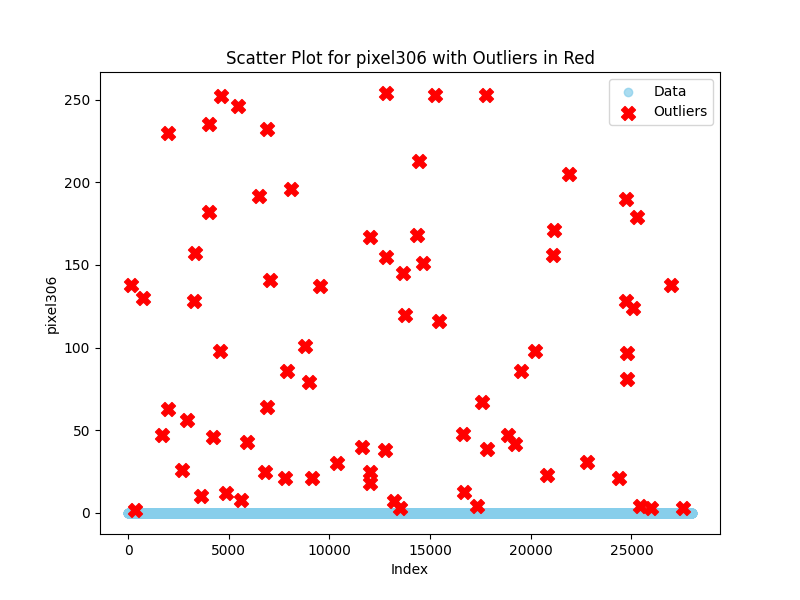 Scatter Plot for pixel306 with Outliers in Red
Data
Outliers
250
200
150
100
50
0
pixel306
0 5000 10000 15000 20000 25000
Index